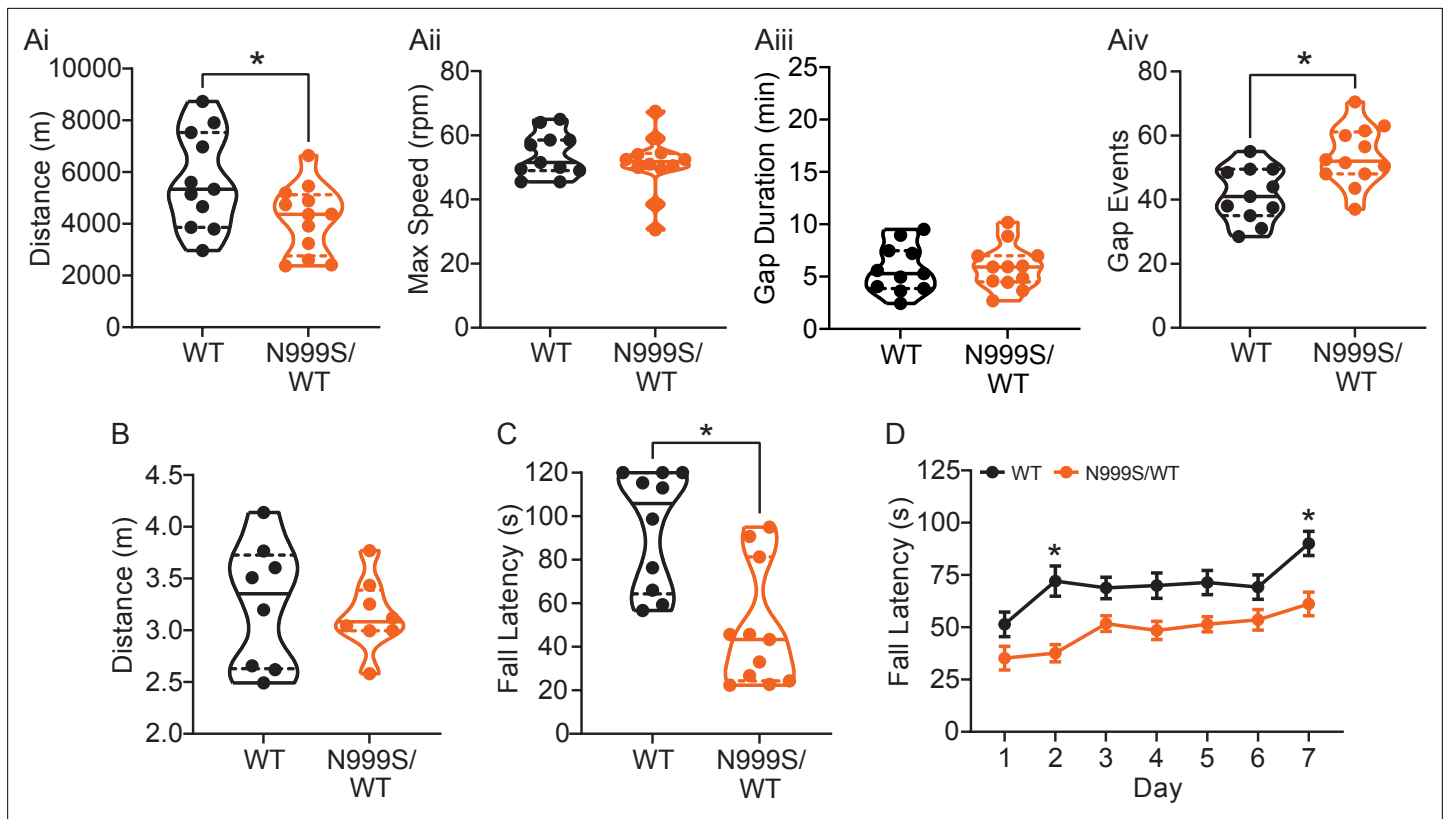 Ai
Distance (m)
10000
8000
6000
4000
2000
0
*
WT
N999S/
WT
Aii
Max Speed (rpm)
80
60
40
20
0
WT
N999S/
WT
Aiii
Gap Duration (min)
25
20
15
10
5
0
WT
N999S/
WT
Aiv
Gap Events
80
60
40
20
0
*
WT
N999S/
WT
B
Distance (m)
4.5
4.0
3.5
3.0
2.5
2.0
WT
N999S/
WT
C
Fall Latency (s)
120
100
80
60
40
20
0
*
WT
N999S/
WT
D
Fall Latency (s)
125
100
75
50
25
0
WT
N999S/WT
*
*
1 2 3 4 5 6 7
Day